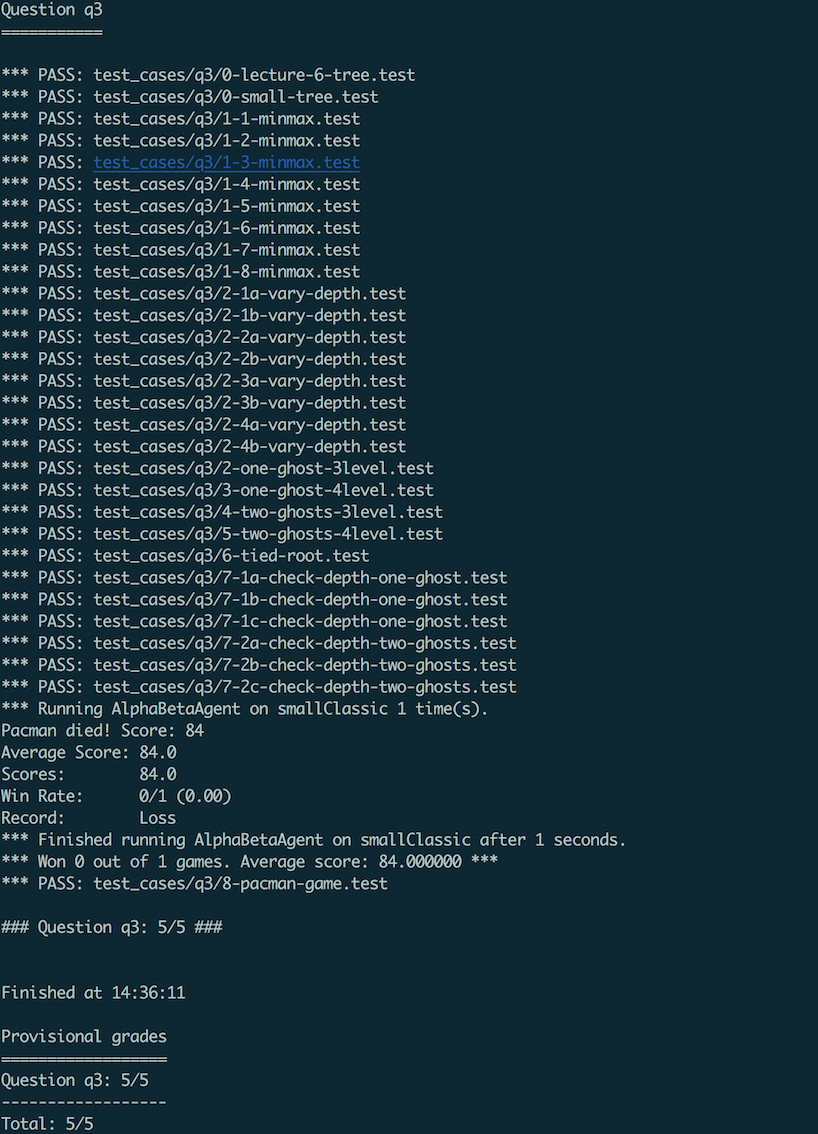 Question q3
===========
*** PASS: test_cases/q3/0-lecture-6-tree.test
*** PASS: test_cases/q3/0-small-tree.test
*** PASS: test_cases/q3/1-1-minmax.test
*** PASS: test_cases/q3/1-2-minmax.test
*** PASS: test_cases/q3/1-3-minmax.test
*** PASS: test_cases/q3/1-4-minmax.test
*** PASS: test_cases/q3/1-5-minmax.test
*** PASS: test_cases/q3/1-6-minmax.test
*** PASS: test_cases/q3/1-7-minmax.test
*** PASS: test_cases/q3/1-8-minmax.test
*** PASS: test_cases/q3/2-1a-vary-depth.test
*** PASS: test_cases/q3/2-1b-vary-depth.test
*** PASS: test_cases/q3/2-2a-vary-depth.test
*** PASS: test_cases/q3/2-2b-vary-depth.test
*** PASS: test_cases/q3/2-3a-vary-depth.test
*** PASS: test_cases/q3/2-3b-vary-depth.test
*** PASS: test_cases/q3/2-4a-vary-depth.test
*** PASS: test_cases/q3/2-4b-vary-depth.test
*** PASS: test_cases/q3/2-one-ghost-3level.test
*** PASS: test_cases/q3/3-one-ghost-4level.test
*** PASS: test_cases/q3/4-two-ghosts-3level.test
*** PASS: test_cases/q3/5-two-ghosts-4level.test
*** PASS: test_cases/q3/6-tied-root.test
*** PASS: test_cases/q3/7-1a-check-depth-one-ghost.test
*** PASS: test_cases/q3/7-1b-check-depth-one-ghost.test
*** PASS: test_cases/q3/7-1c-check-depth-one-ghost.test
*** PASS: test_cases/q3/7-2a-check-depth-two-ghosts.test
*** PASS: test_cases/q3/7-2b-check-depth-two-ghosts.test
*** PASS: test_cases/q3/7-2c-check-depth-two-ghosts.test
*** Running AlphaBetaAgent on smallClassic 1 time(s).
Pacman died! Score: 84
Average Score: 84.0
Scores:        84.0
Win Rate:      0/1 (0.00)
Record:        Loss
*** Finished running AlphaBetaAgent on smallClassic after 1 seconds.
*** Won 0 out of 1 games. Average score: 84.000000 ***
*** PASS: test_cases/q3/8-pacman-game.test
### Question q3: 5/5 ###
Finished at 14:36:11
Provisional grades
==================
Question q3: 5/5
------------------
Total: 5/5